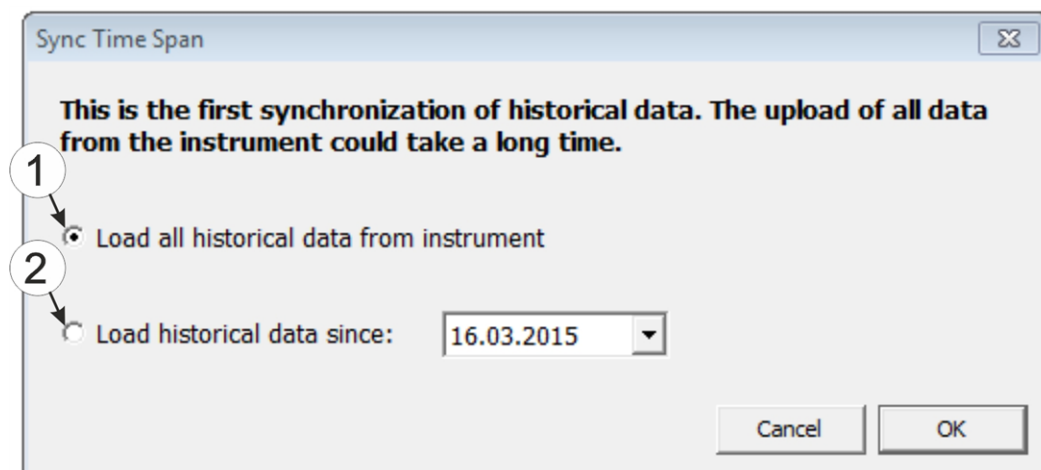 Sync Time Span
This is the first synchronization of historical data. The upload of all data
from the instrument could take a long time.
1
Load all historical data from instrument
2
Load historical data since: 16.03.2015
Cancel OK